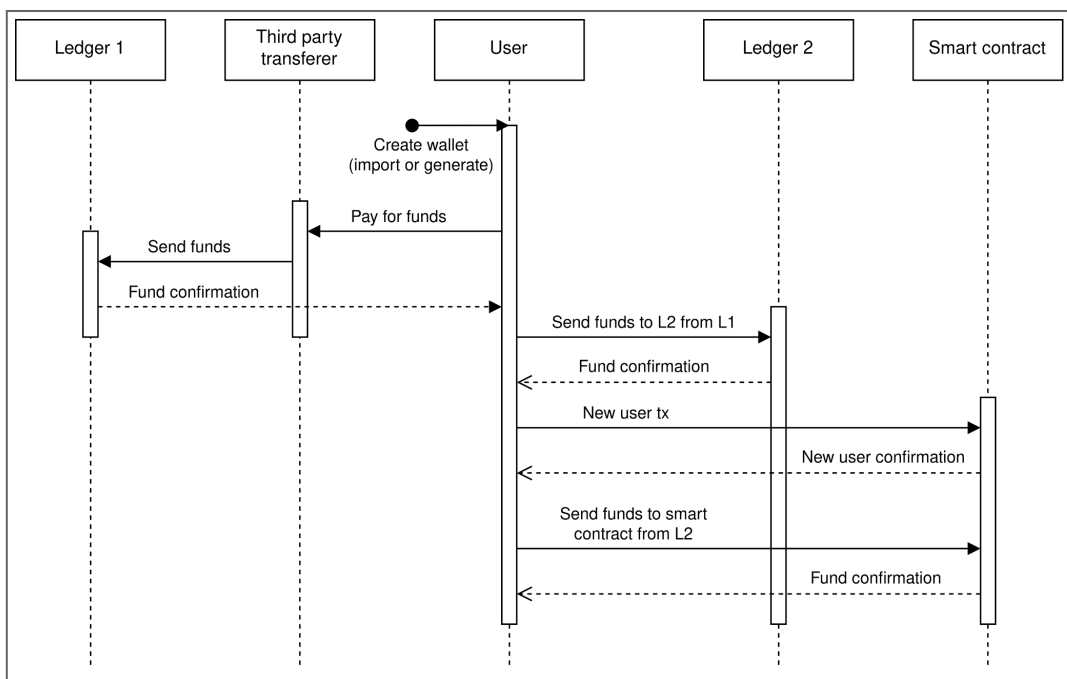 Ledger 1
Third party
transferer
User
Ledger 2
Smart contract
Create wallet
(import or generate)
Pay for funds
Send funds
Fund confirmation
Send funds to L2 from L1
Fund confirmation
New user tx
New user confirmation
Send funds to smart
contract from L2
Fund confirmation